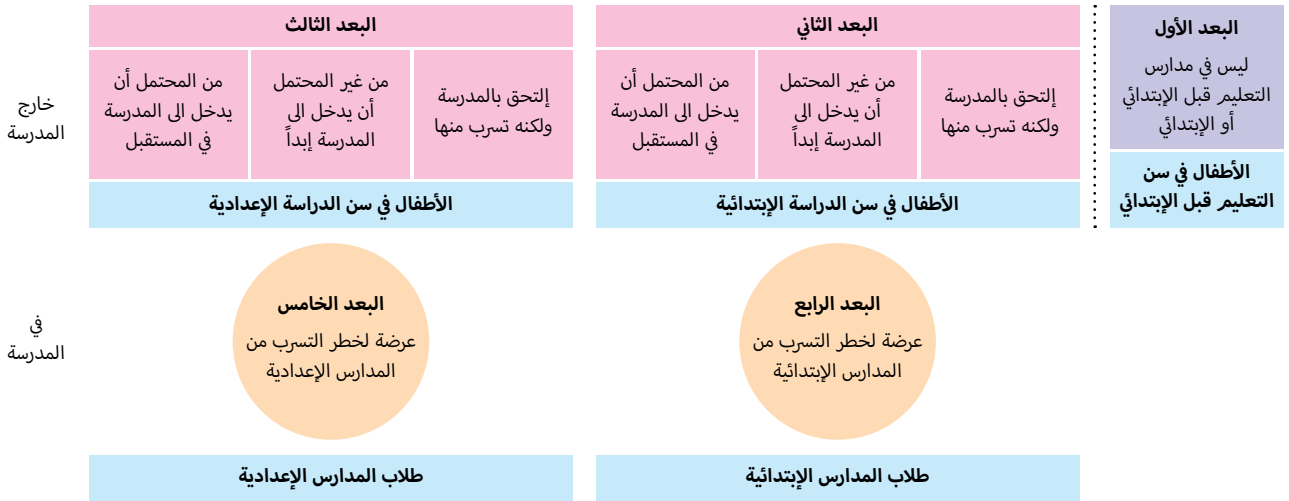 البعد الأول
ليس في مدارس
التعليم قبل الإبتدائي
أو الإبتدائي
الأطفال في سن
التعليم قبل الإبتدائي
البعد الثاني
إلتحق بالمدرسة
ولكنه تسرب منها
من غير المحتمل
أن يدخل الى
المدرسة إبداً
من المحتمل أن
يدخل الى المدرسة
في المستقبل
الأطفال في سن الدراسة الإبتدائية
البعد الثالث
إلتحق بالمدرسة
ولكنه تسرب منها
من غير المحتمل
أن يدخل الى
المدرسة إبداً
من المحتمل أن
يدخل الى المدرسة
في المستقبل
الأطفال في سن الدراسة الإعدادية
خارج
المدرسة
البعد الرابع
عرضة لخطر التسرب من
المدارس الإبتدائية
البعد الخامس
عرضة لخطر التسرب من
المدارس الإعدادية
في
المدرسة
طلاب المدارس الإبتدائية
طلاب المدارس الإعدادية